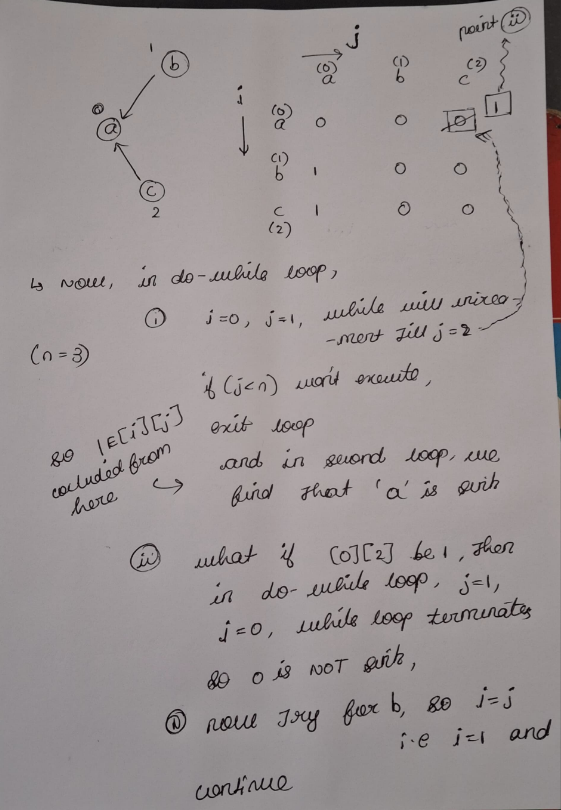 point (ii)
j
(0) (1) (2)
a b c
1
b
0
a
c
2
i
(0)
a 0 0 0 1
(1)
b 1 0 0
c 1 0 0
(2)
↳ Now, in do-while loop,
(i) i=0, j=1, while will increa-
-ment till j=2
(n=3)
if (j<n) won't execute,
exit loop
so !E[i][j]
concluded from
here
and in second loop, we
find that 'a' is sink
(ii) what if [0][2] be 1, then
in do-while loop, j=1,
i=0, while loop terminates
so 0 is NOT sink,
now try for b, so i=j
i.e i=1 and
continue